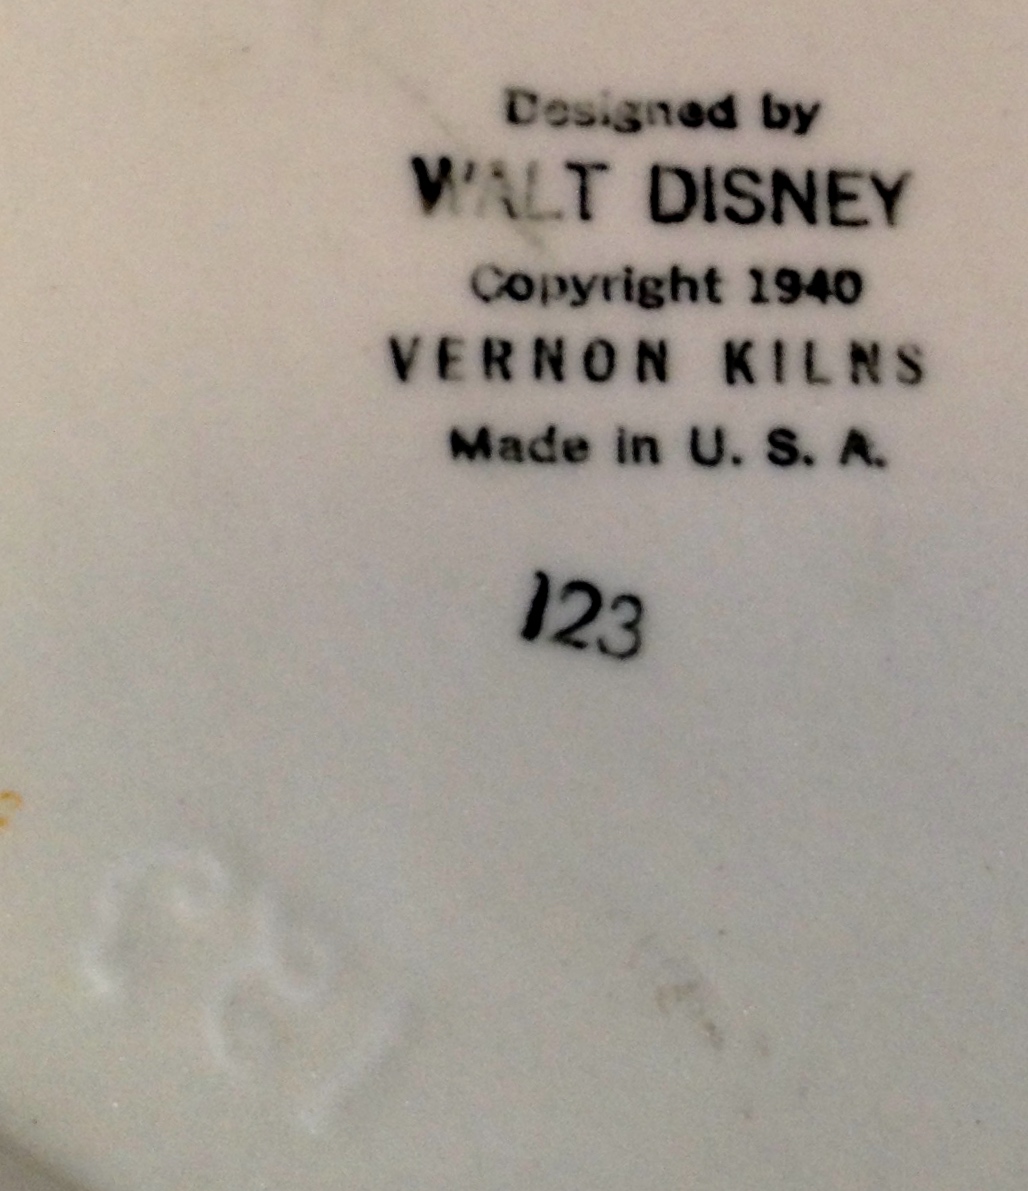 Designed by
WALT DISNEY
Copyright 1940
VERNON KILNS
Made in U. S. A.
123